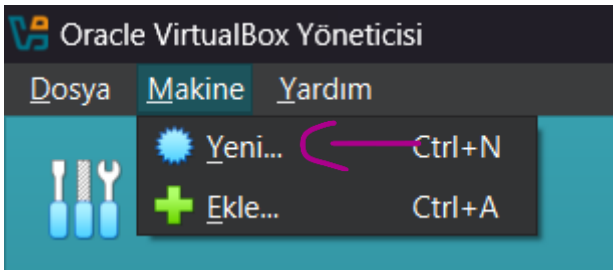 Oracle VirtualBox Yöneticisi
Dosya Makine Yardım
Yeni... Ctrl+N
Ekle... Ctrl+A